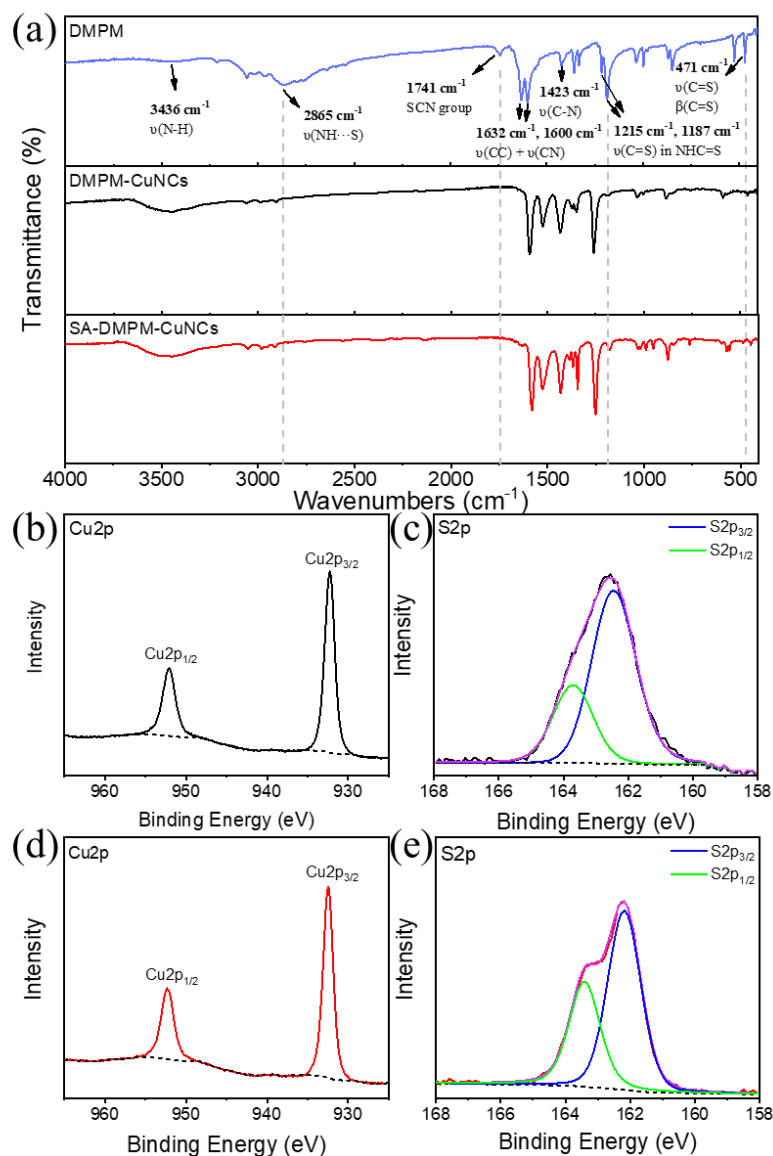 (a)
DMPM
3436 cm⁻¹
υ(N-H)
2865 cm⁻¹
υ(NH···S)
1741 cm⁻¹
SCN group
1423 cm⁻¹
υ(C-N)
471 cm⁻¹
υ(C=S)
β(C=S)
1632 cm⁻¹, 1600 cm⁻¹
υ(CC) + υ(CN)
1215 cm⁻¹, 1187 cm⁻¹
υ(C=S) in NHC=S
DMPM-CuNCs
SA-DMPM-CuNCs
Transmittance (%)
4000 3500 3000 2500 2000 1500 1000 500
Wavenumbers (cm⁻¹)
(b)
Cu2p
Cu2p₃/₂
Cu2p₁/₂
Intensity
960 950 940 930
Binding Energy (eV)
(c)
S2p
S2p₃/₂
S2p₁/₂
Intensity
168 166 164 162 160 158
Binding Energy (eV)
(d)
Cu2p
Cu2p₃/₂
Cu2p₁/₂
Intensity
960 950 940 930
Binding Energy (eV)
(e)
S2p
S2p₃/₂
S2p₁/₂
Intensity
168 166 164 162 160 158
Binding Energy (eV)